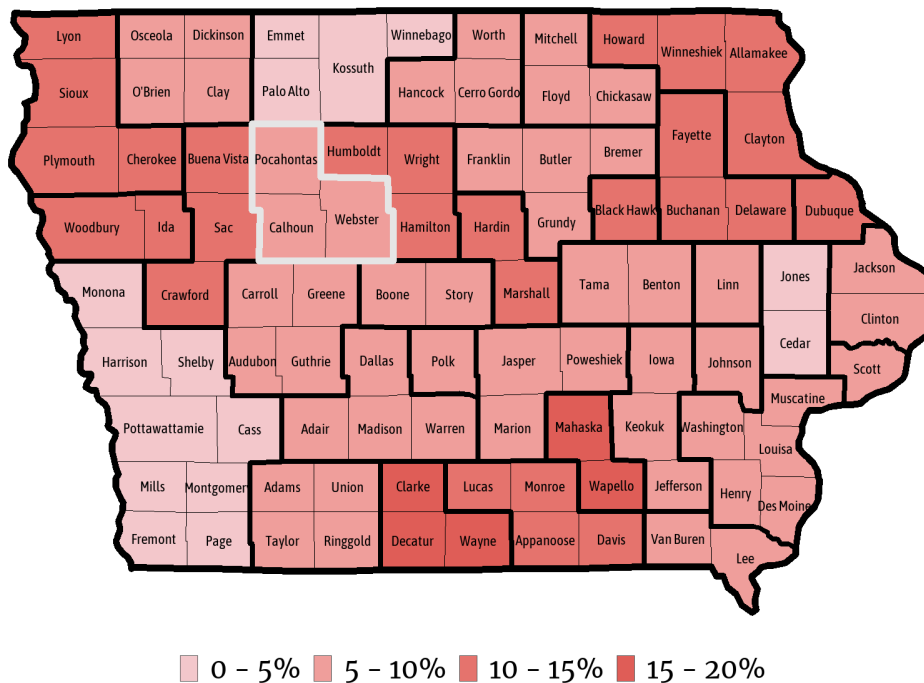 Lyon Osceola Dickinson Emmet Winnebago Worth Mitchell Howard Winneshiek Allamakee
Kossuth
Sioux O'Brien Clay Palo Alto Hancock Cerro Gordo Floyd Chickasaw
Plymouth Cherokee Buena Vista Pocahontas Humboldt Wright Franklin Butler Bremer Fayette Clayton
Woodbury Ida Sac Calhoun Webster Hamilton Hardin Grundy Black Hawk Buchanan Delaware Dubuque
Monona Crawford Carroll Greene Boone Story Marshall Tama Benton Linn Jones Jackson
Clinton
Harrison Shelby Audubon Guthrie Dallas Polk Jasper Poweshiek Iowa Johnson Cedar Scott
Muscatine
Pottawattamie Cass Adair Madison Warren Marion Mahaska Keokuk Washington Louisa
Mills Montgomery Adams Union Clarke Lucas Monroe Wapello Jefferson Henry Des Moine
Fremont Page Taylor Ringgold Decatur Wayne Appanoose Davis Van Buren Lee
0 - 5% 5 - 10% 10 - 15% 15 - 20%